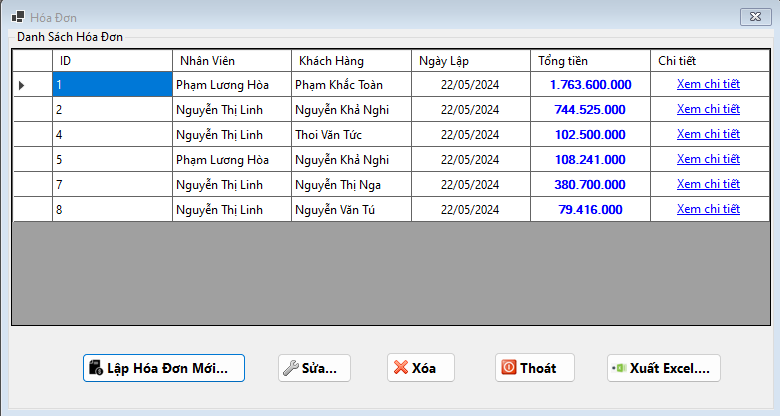 Hóa Đơn
Danh Sách Hóa Đơn
ID Nhân Viên Khách Hàng Ngày Lập Tổng tiền Chi tiết
1 Phạm Lương Hòa Phạm Khắc Toàn 22/05/2024 1.763.600.000 Xem chi tiết
2 Nguyễn Thị Linh Nguyễn Khả Nghi 22/05/2024 744.525.000 Xem chi tiết
4 Nguyễn Thị Linh Thoi Văn Tức 22/05/2024 102.500.000 Xem chi tiết
5 Phạm Lương Hòa Nguyễn Khả Nghi 22/05/2024 108.241.000 Xem chi tiết
7 Nguyễn Thị Linh Nguyễn Thị Nga 22/05/2024 380.700.000 Xem chi tiết
8 Nguyễn Thị Linh Nguyễn Văn Tú 22/05/2024 79.416.000 Xem chi tiết
Lập Hóa Đơn Mới... Sửa... Xóa Thoát Xuất Excel....